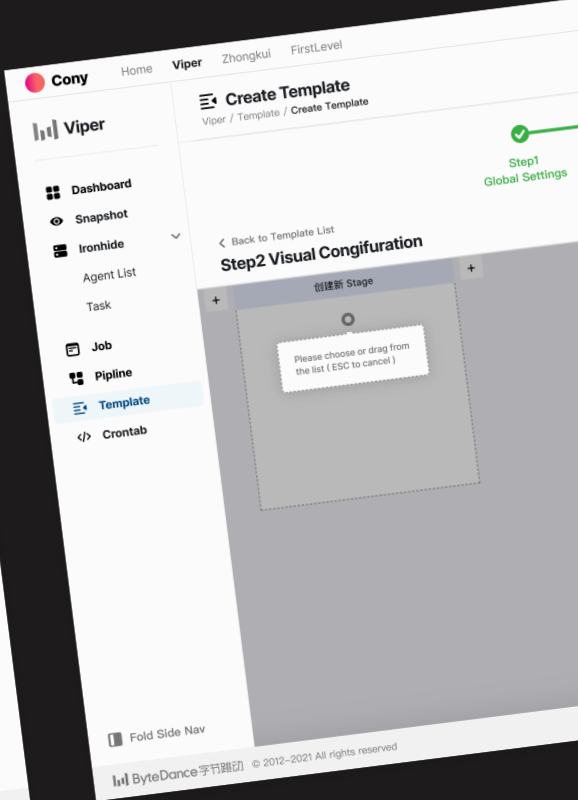 Cony Home Viper Zhongkui FirstLevel
Viper
Create Template
Viper / Template / Create Template
Step1
Global Settings
Dashboard
Snapshot
Ironhide
Agent List
Task
Job
Pipline
Template
Crontab
Back to Template List
Step2 Visual Congifuration
+ 创建新 Stage +
Please choose or drag from
the list ( ESC to cancel )
Fold Side Nav
ByteDance字节跳动 © 2012-2021 All rights reserved